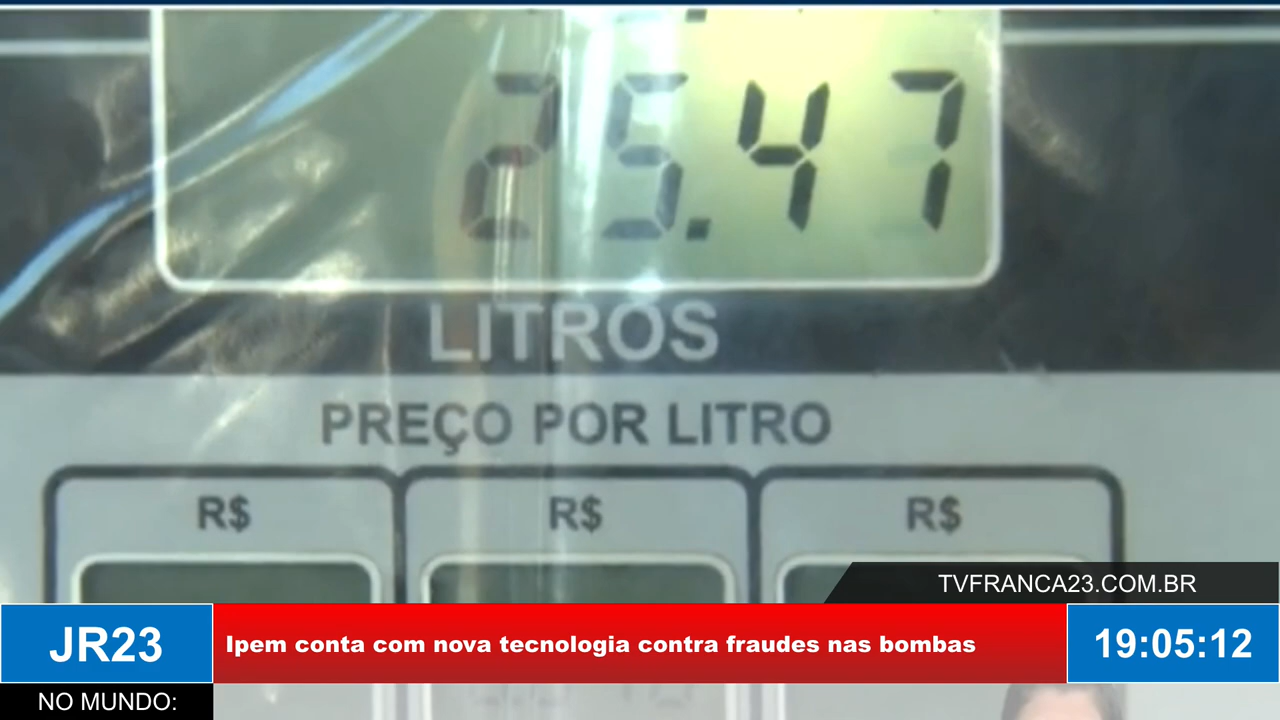 25.47
LITROS
PREÇO POR LITRO
R$ R$ R$
TVFRANCA23.COM.BR
JR23 Ipem conta com nova tecnologia contra fraudes nas bombas 19:05:12
NO MUNDO: